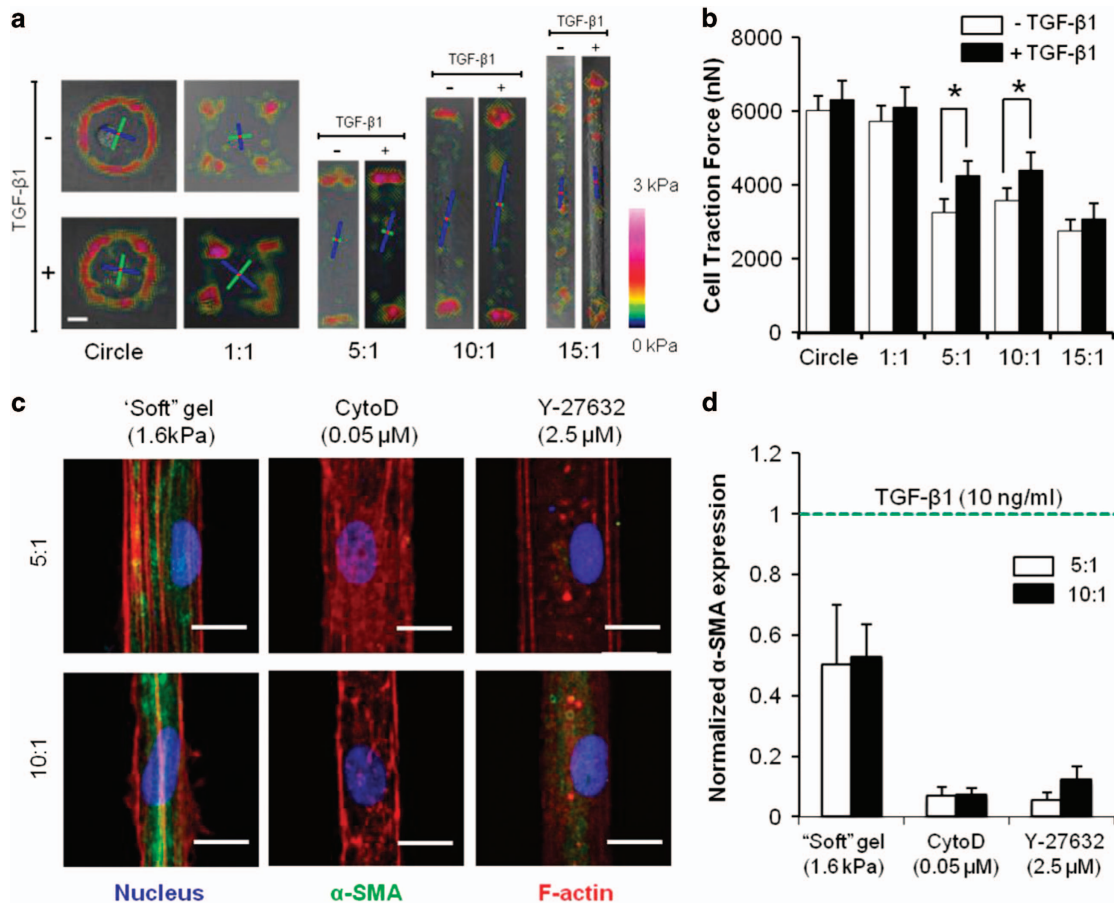 a
TGF-β1
- +
TGF-β1
- +
TGF-β1
- +
TGF-β1
-
+
3 kPa
0 kPa
Circle 1:1 5:1 10:1 15:1
b
- TGF-β1
+ TGF-β1
Cell Traction Force (nN)
8000
6000
4000
2000
0
* *
Circle 1:1 5:1 10:1 15:1
c
‘Soft” gel
(1.6kPa)
CytoD
(0.05 µM)
Y-27632
(2.5 µM)
5:1
10:1
Nucleus α-SMA F-actin
d
Normalized α-SMA expression
1.2
1
0.8
0.6
0.4
0.2
0
TGF-β1 (10 ng/ml)
5:1
10:1
“Soft” gel
(1.6 kPa)
CytoD
(0.05 µM)
Y-27632
(2.5 µM)